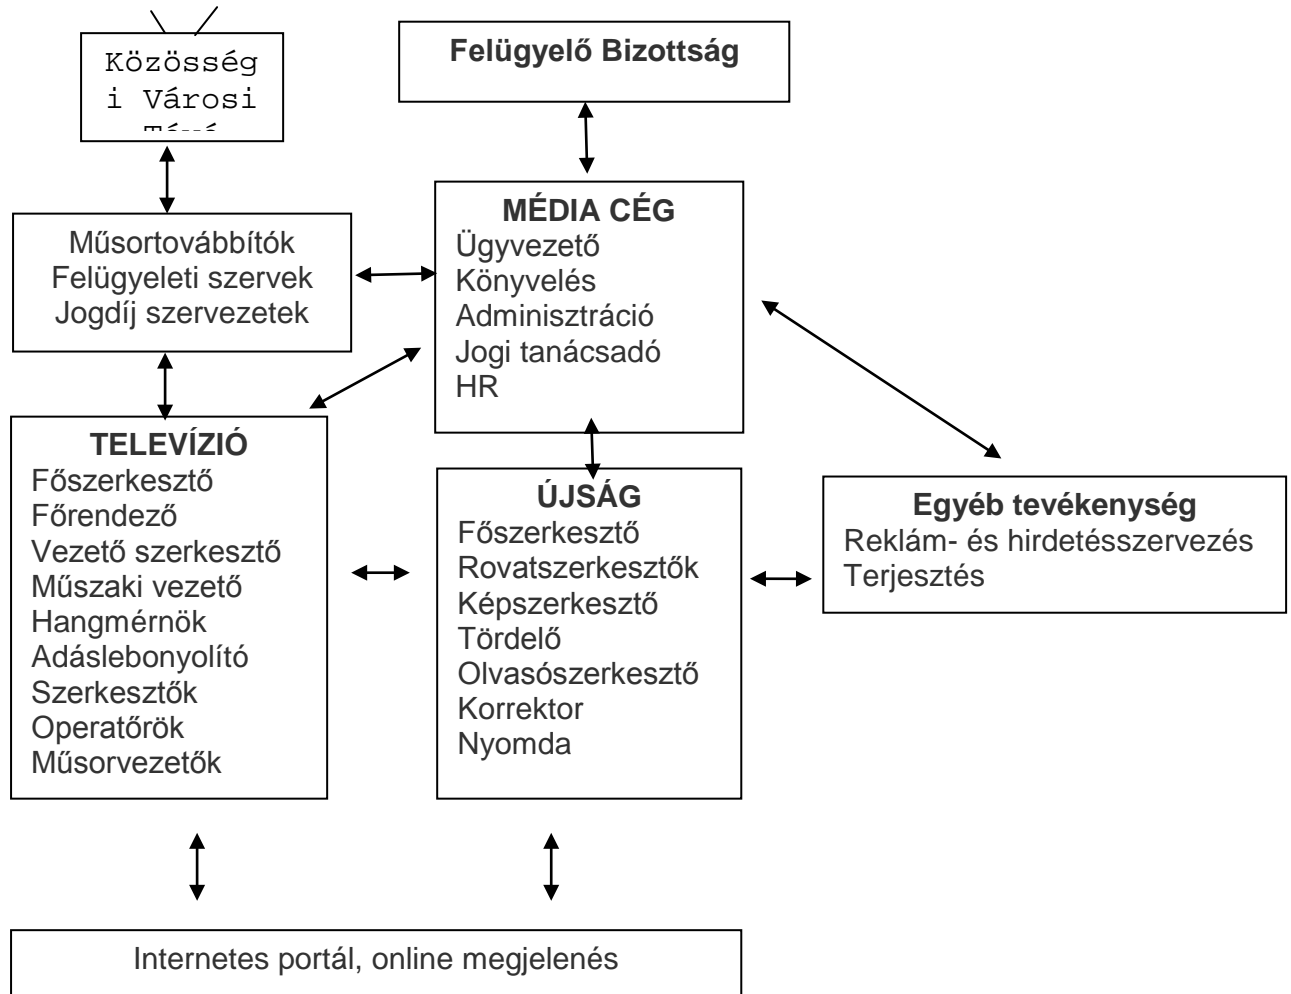 Közösség
i Városi
Felügyelő Bizottság
MÉDIA CÉG
Ügyvezető
Könyvelés
Adminisztráció
Jogi tanácsadó
HR
Műsortovábbítók
Felügyeleti szervek
Jogdíj szervezetek
TELEVÍZIÓ
Főszerkesztő
Főrendező
Vezető szerkesztő
Műszaki vezető
Hangmérnök
Adáslebonyolító
Szerkesztők
Operatőrök
Műsorvezetők
ÚJSÁG
Főszerkesztő
Rovatszerkesztők
Képszerkesztő
Tördelő
Olvasószerkesztő
Korrektor
Nyomda
Egyéb tevékenység
Reklám- és hirdetésszervezés
Terjesztés
Internetes portál, online megjelenés